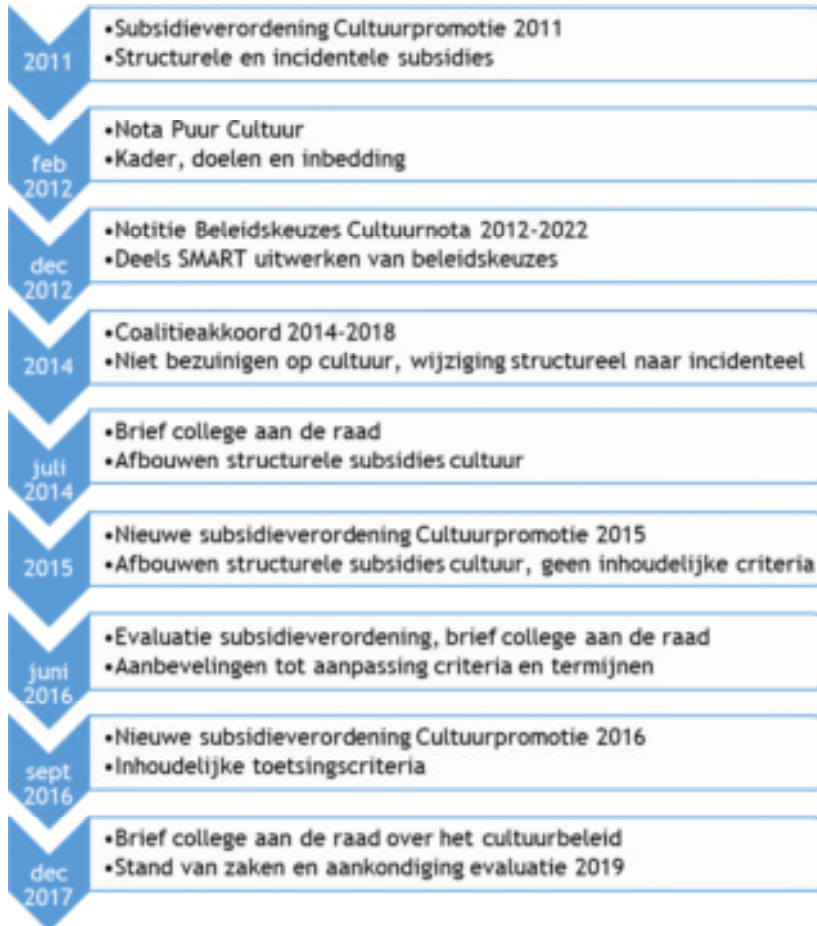 2011
•Subsidieverordening Cultuurpromotie 2011
•Structurele en incidentele subsidies
feb
2012
•Nota Puur Cultuur
•Kader, doelen en inbedding
dec
2012
•Notitie Beleidskeuzes Cultuurnota 2012-2022
•Deels SMART uitwerken van beleidskeuzes
2014
•Coalitieakkoord 2014-2018
•Niet bezuinigen op cultuur, wijziging structureel naar incidenteel
juli
2014
•Brief college aan de raad
•Afbouwen structurele subsidies cultuur
2015
•Nieuwe subsidieverordening Cultuurpromotie 2015
•Afbouwen structurele subsidies cultuur, geen inhoudelijke criteria
juni
2016
•Evaluatie subsidieverordening, brief college aan de raad
•Aanbevelingen tot aanpassing criteria en termijnen
sept
2016
•Nieuwe subsidieverordening Cultuurpromotie 2016
•Inhoudelijke toetsingscriteria
dec
2017
•Brief college aan de raad over het cultuurbeleid
•Stand van zaken en aankondiging evaluatie 2019